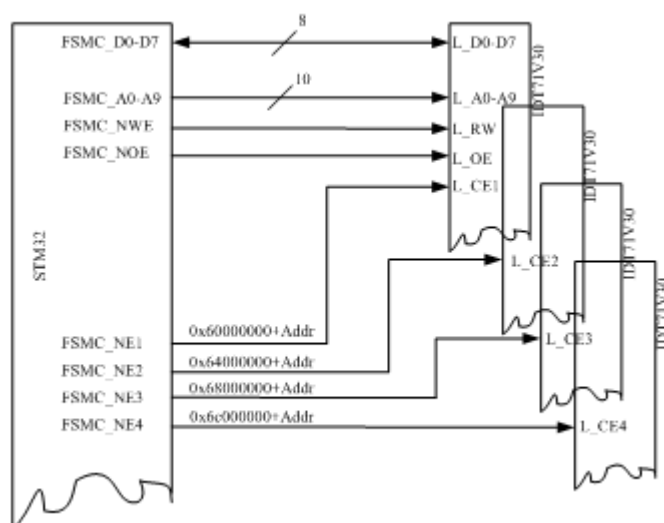 8
FSMC_D0-D7
L_D0-D7
10
FSMC_A0-A9
L_A0-A9
FSMC_NWE
L_RW
FSMC_NOE
L_OE
L_CE1
IDT71V30
STM32
L_CE2
IDT71V30
0x60000000+Addr
FSMC_NE1
L_CE3
IDT71V30
0x64000000+Addr
FSMC_NE2
0x68000000+Addr
FSMC_NE3
0x6c000000+Addr
FSMC_NE4
L_CE4
IDT71V30